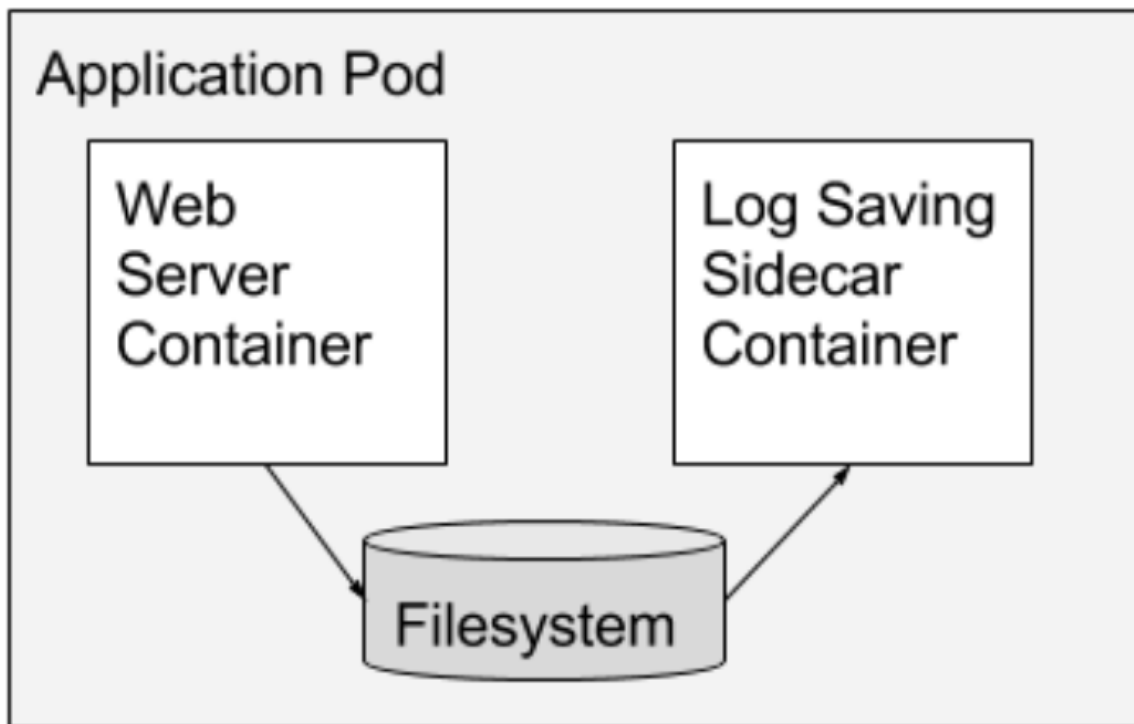 Application Pod
Web
Server
Container
Log Saving
Sidecar
Container
Filesystem